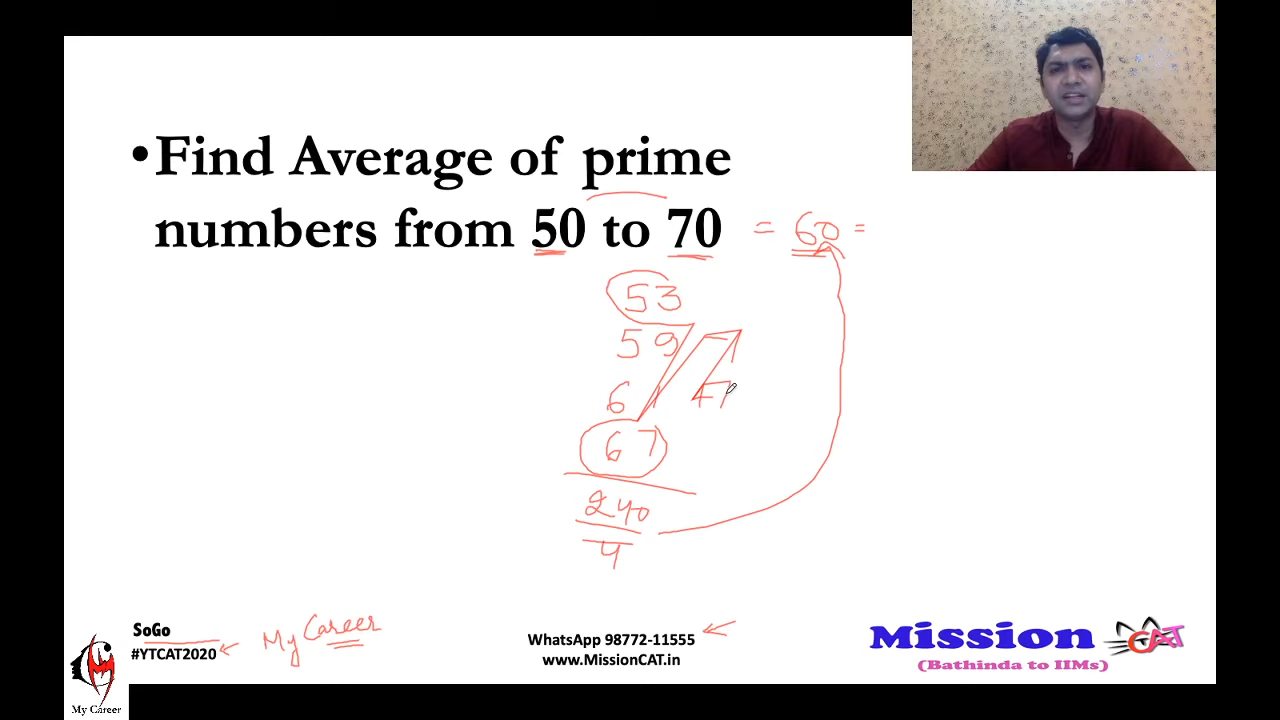 •Find Average of prime
numbers from 50 to 70 = 60 =
53
59
61
67
240
4
47
SoGo
#YTCAT2020
My Career
WhatsApp 98772-11555
www.MissionCAT.in
Mission CAT
(Bathinda to IIMs)
My Career